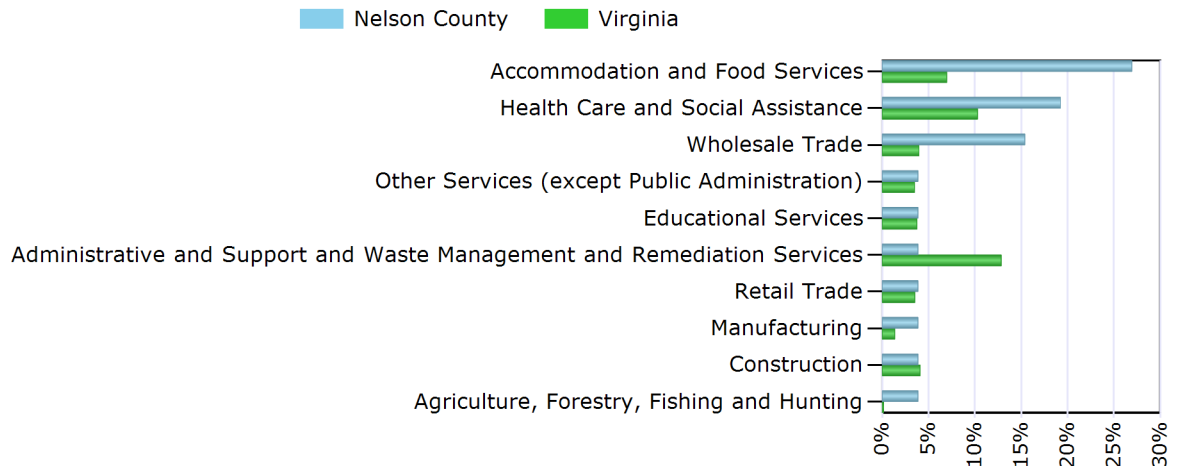 Nelson County Virginia
Accommodation and Food Services
Health Care and Social Assistance
Wholesale Trade
Other Services (except Public Administration)
Educational Services
Administrative and Support and Waste Management and Remediation Services
Retail Trade
Manufacturing
Construction
Agriculture, Forestry, Fishing and Hunting
0% 5% 10% 15% 20% 25% 30%